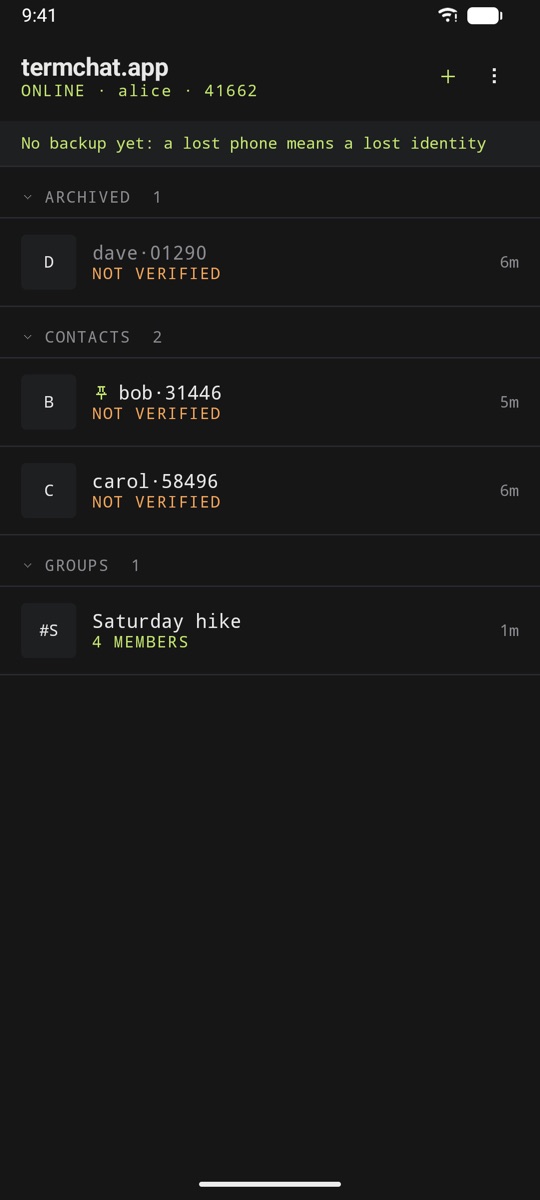 9:41
termchat.app
ONLINE · alice · 41662
No backup yet: a lost phone means a lost identity
ARCHIVED 1
D
dave·01290
NOT VERIFIED
6m
CONTACTS 2
B
bob·31446
NOT VERIFIED
5m
C
carol·58496
NOT VERIFIED
6m
GROUPS 1
#S
Saturday hike
4 MEMBERS
1m